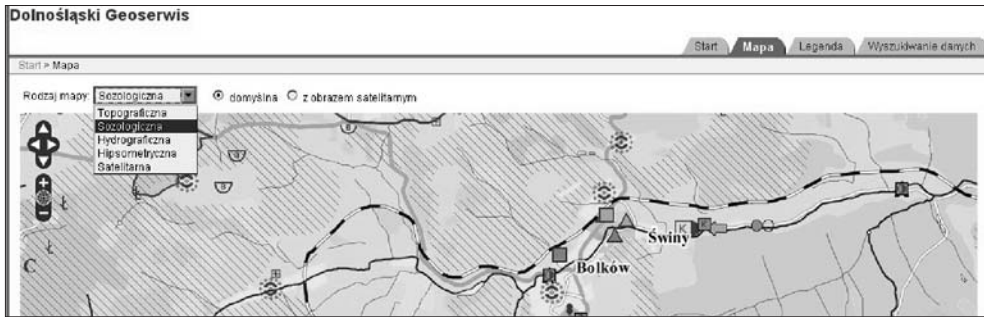 Dolnośląski Geoserwis
Start Mapa Legenda Wyszukiwanie danych
Start > Mapa
Rodzaj mapy: Sozologiczna domyślna z obrazem satelitarnym
Topograficzna
Sozologiczna
Hydrograficzna
Hipsometryczna
Satelitarna
Ł
Ł
C
K
Świny
Bolków